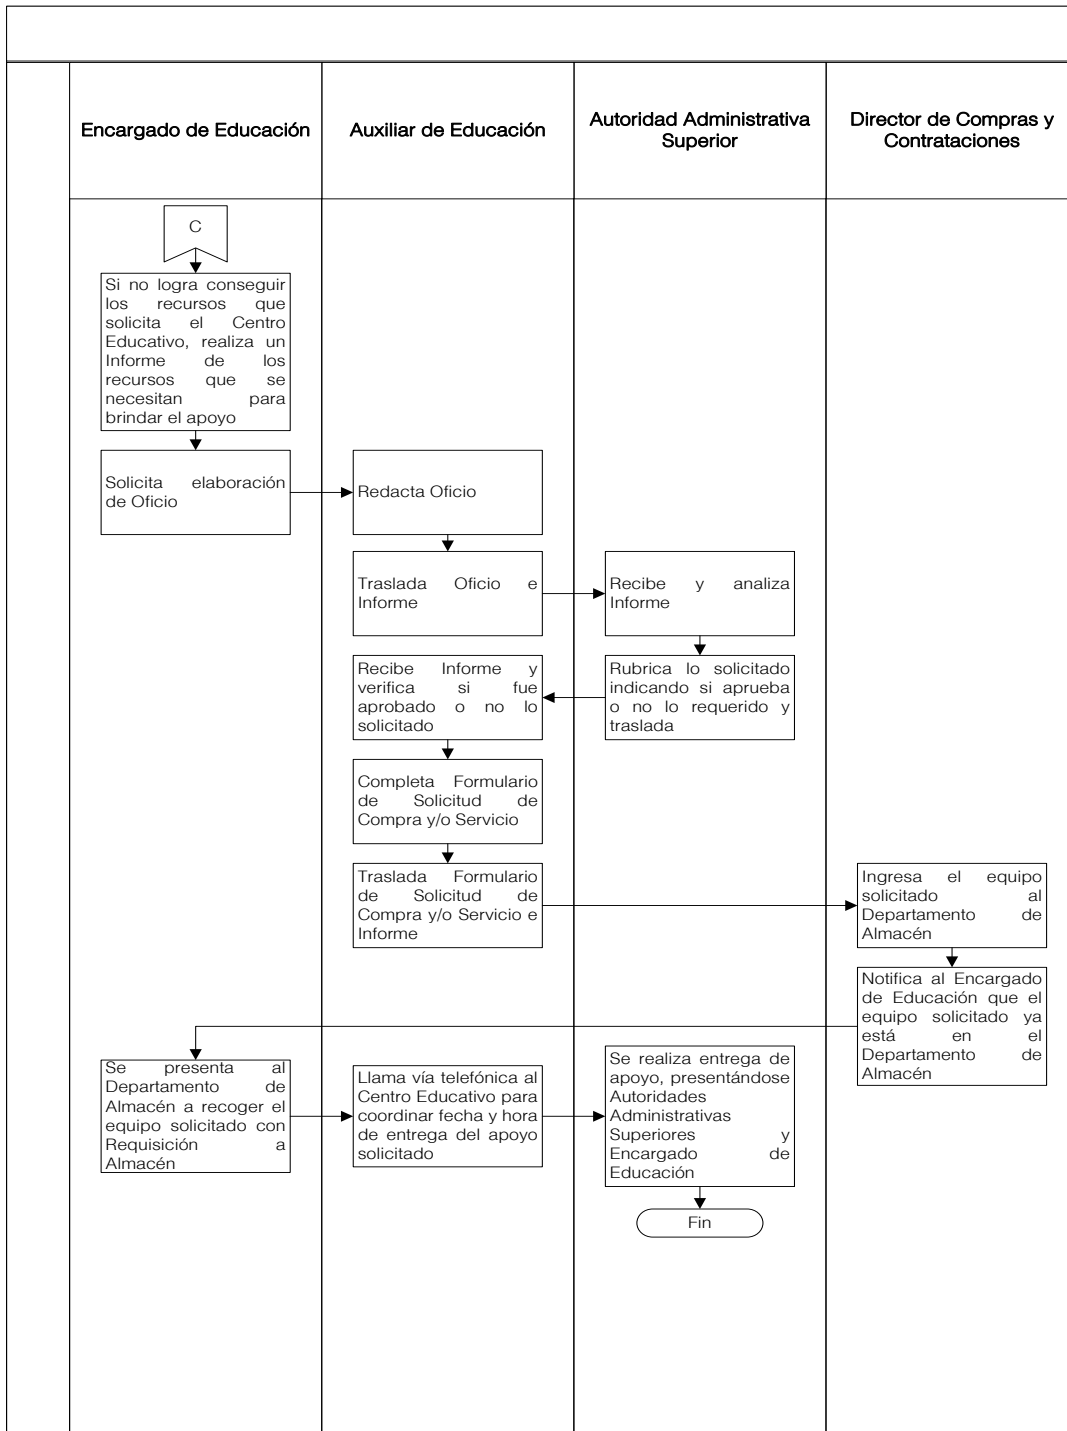 Encargado de Educación
Auxiliar de Educación
Autoridad Administrativa
Superior
Director de Compras y
Contrataciones
C
Si no logra conseguir
los recursos que
solicita el Centro
Educativo, realiza un
Informe de los
recursos que se
necesitan para
brindar el apoyo
Solicita elaboración
de Oficio
Redacta Oficio
Traslada Oficio e
Informe
Recibe y analiza
Informe
Rubrica lo solicitado
indicando si aprueba
o no lo requerido y
traslada
Recibe Informe y
verifica si fue
aprobado o no lo
solicitado
Completa Formulario
de Solicitud de
Compra y/o Servicio
Traslada Formulario
de Solicitud de
Compra y/o Servicio e
Informe
Ingresa el equipo
solicitado al
Departamento de
Almacén
Notifica al Encargado
de Educación que el
equipo solicitado ya
está en el
Departamento de
Almacén
Se presenta al
Departamento de
Almacén a recoger el
equipo solicitado con
Requisición a
Almacén
Llama vía telefónica al
Centro Educativo para
coordinar fecha y hora
de entrega del apoyo
solicitado
Se realiza entrega de
apoyo, presentándose
Autoridades
Administrativas
Superiores y
Encargado de
Educación
Fin